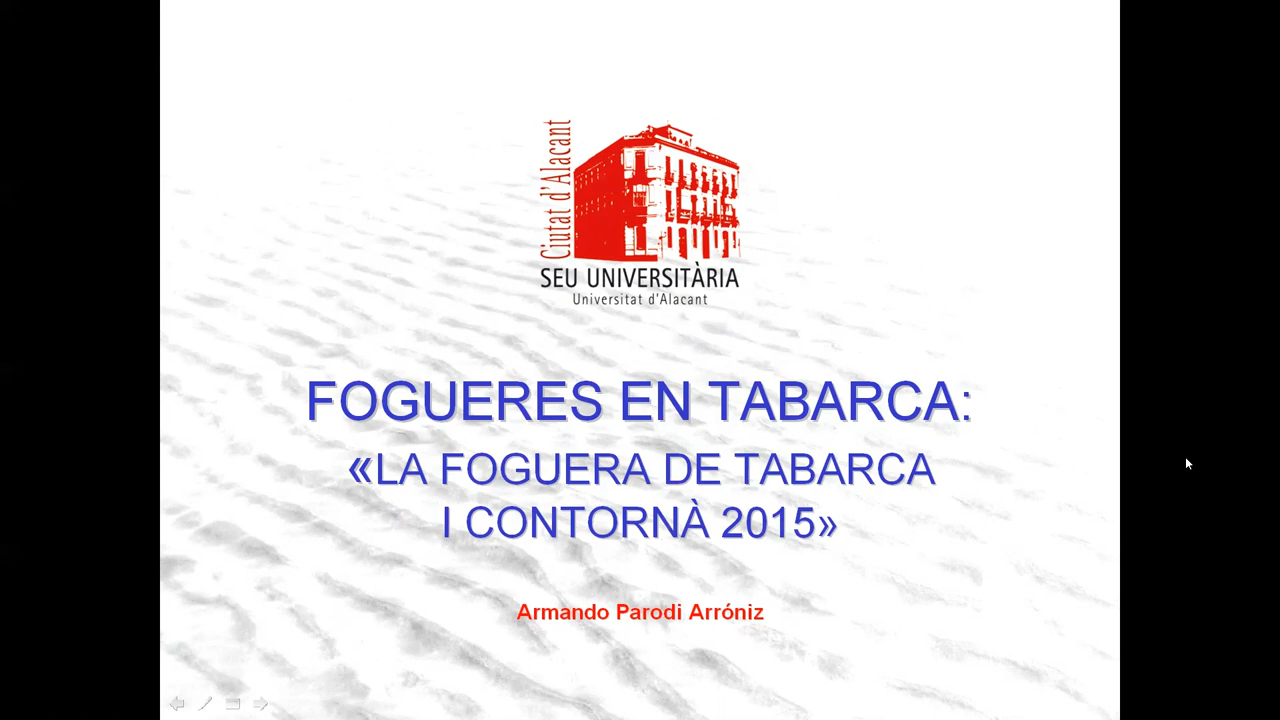 Ciutat d'Alacant
SEU UNIVERSITÀRIA
Universitat d'Alacant
FOGUERES EN TABARCA:
«LA FOGUERA DE TABARCA
I CONTORNÀ 2015»
Armando Parodi Arróniz